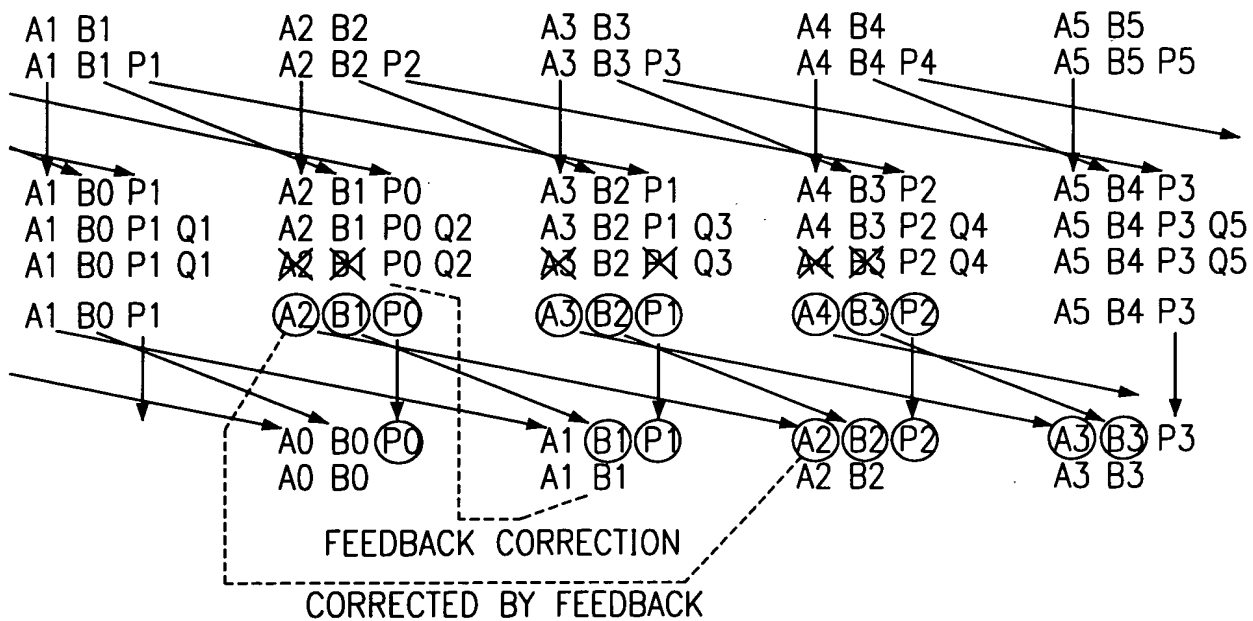 A1 B1 A2 B2 A3 B3 A4 B4 A5 B5
A1 B1 P1 A2 B2 P2 A3 B3 P3 A4 B4 P4 A5 B5 P5
A1 B0 P1 A2 B1 P0 A3 B2 P1 A4 B3 P2 A5 B4 P3
A1 B0 P1 Q1 A2 B1 P0 Q2 A3 B2 P1 Q3 A4 B3 P2 Q4 A5 B4 P3 Q5
A1 B0 P1 Q1 A2 B1 P0 Q2 A3 B2 P1 Q3 A4 B3 P2 Q4 A5 B4 P3 Q5
A1 B0 P1 A2 B1 P0 A3 B2 P1 A4 B3 P2 A5 B4 P3
A0 B0 P0 A1 B1 P1 A2 B2 P2 A3 B3 P3
A0 B0 A1 B1 A2 B2 A3 B3
FEEDBACK CORRECTION
CORRECTED BY FEEDBACK